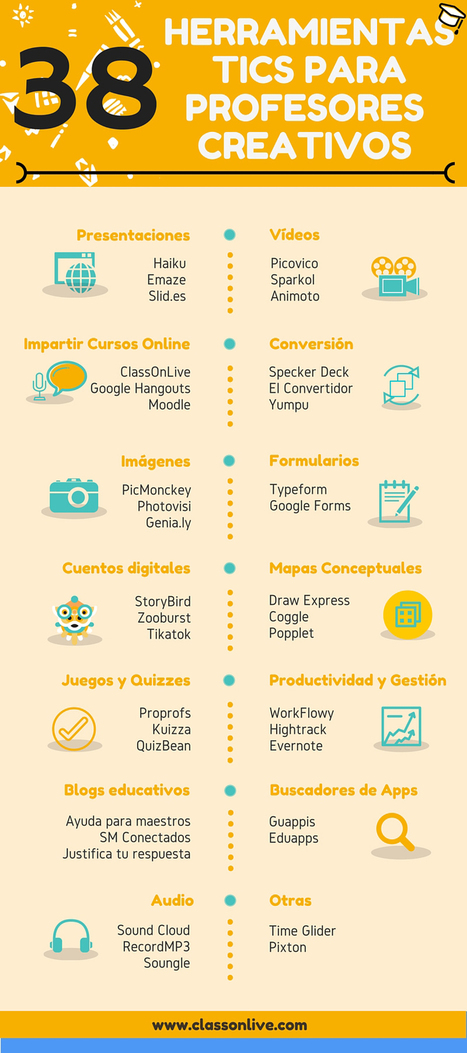 38
HERRAMIENTAS
TICS PARA
PROFESORES
CREATIVOS
Presentaciones
Haiku
Emaze
Slid.es
Vídeos
Picovico
Sparkol
Animoto
Impartir Cursos Online
ClassOnLive
Google Hangouts
Moodle
Conversión
Specker Deck
El Convertidor
Yumpu
Imágenes
PicMonckey
Photovisi
Genia.ly
Formularios
Typeform
Google Forms
Cuentos digitales
StoryBird
Zooburst
Tikatok
Mapas Conceptuales
Draw Express
Coggle
Popplet
Juegos y Quizzes
Proprofs
Kuizza
QuizBean
Productividad y Gestión
WorkFlowy
Hightrack
Evernote
Blogs educativos
Ayuda para maestros
SM Conectados
Justifica tu respuesta
Buscadores de Apps
Guappis
Eduapps
Audio
Sound Cloud
RecordMP3
Soungle
Otras
Time Glider
Pixton
www.classonlive.com